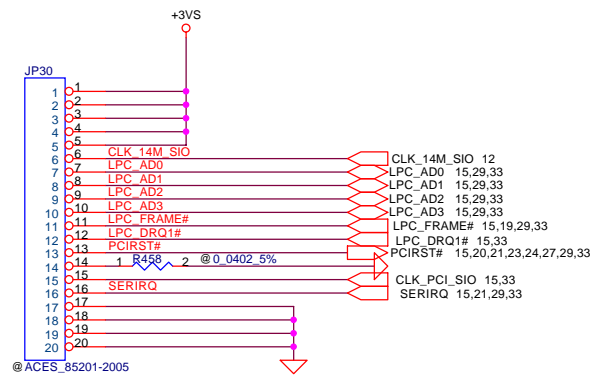 +3VS
JP30
1 1
2 2
3 3
4 4
5 5
6 6 CLK_14M_SIO CLK_14M_SIO 12
7 7 LPC_AD0 LPC_AD0 15,29,33
8 8 LPC_AD1 LPC_AD1 15,29,33
9 9 LPC_AD2 LPC_AD2 15,29,33
10 10 LPC_AD3 LPC_AD3 15,29,33
11 11 LPC_FRAME# LPC_FRAME# 15,19,29,33
12 12 LPC_DRQ1# LPC_DRQ1# 15,33
13 13 PCIRST# PCIRST# 15,20,21,23,24,27,29,33
14 14 1 R458 2 @0_0402_5%
15 15 CLK_PCI_SIO 15,33
16 16 SERIRQ SERIRQ 15,21,29,33
17 17
18 18
19 19
20 20
@ACES_85201-2005